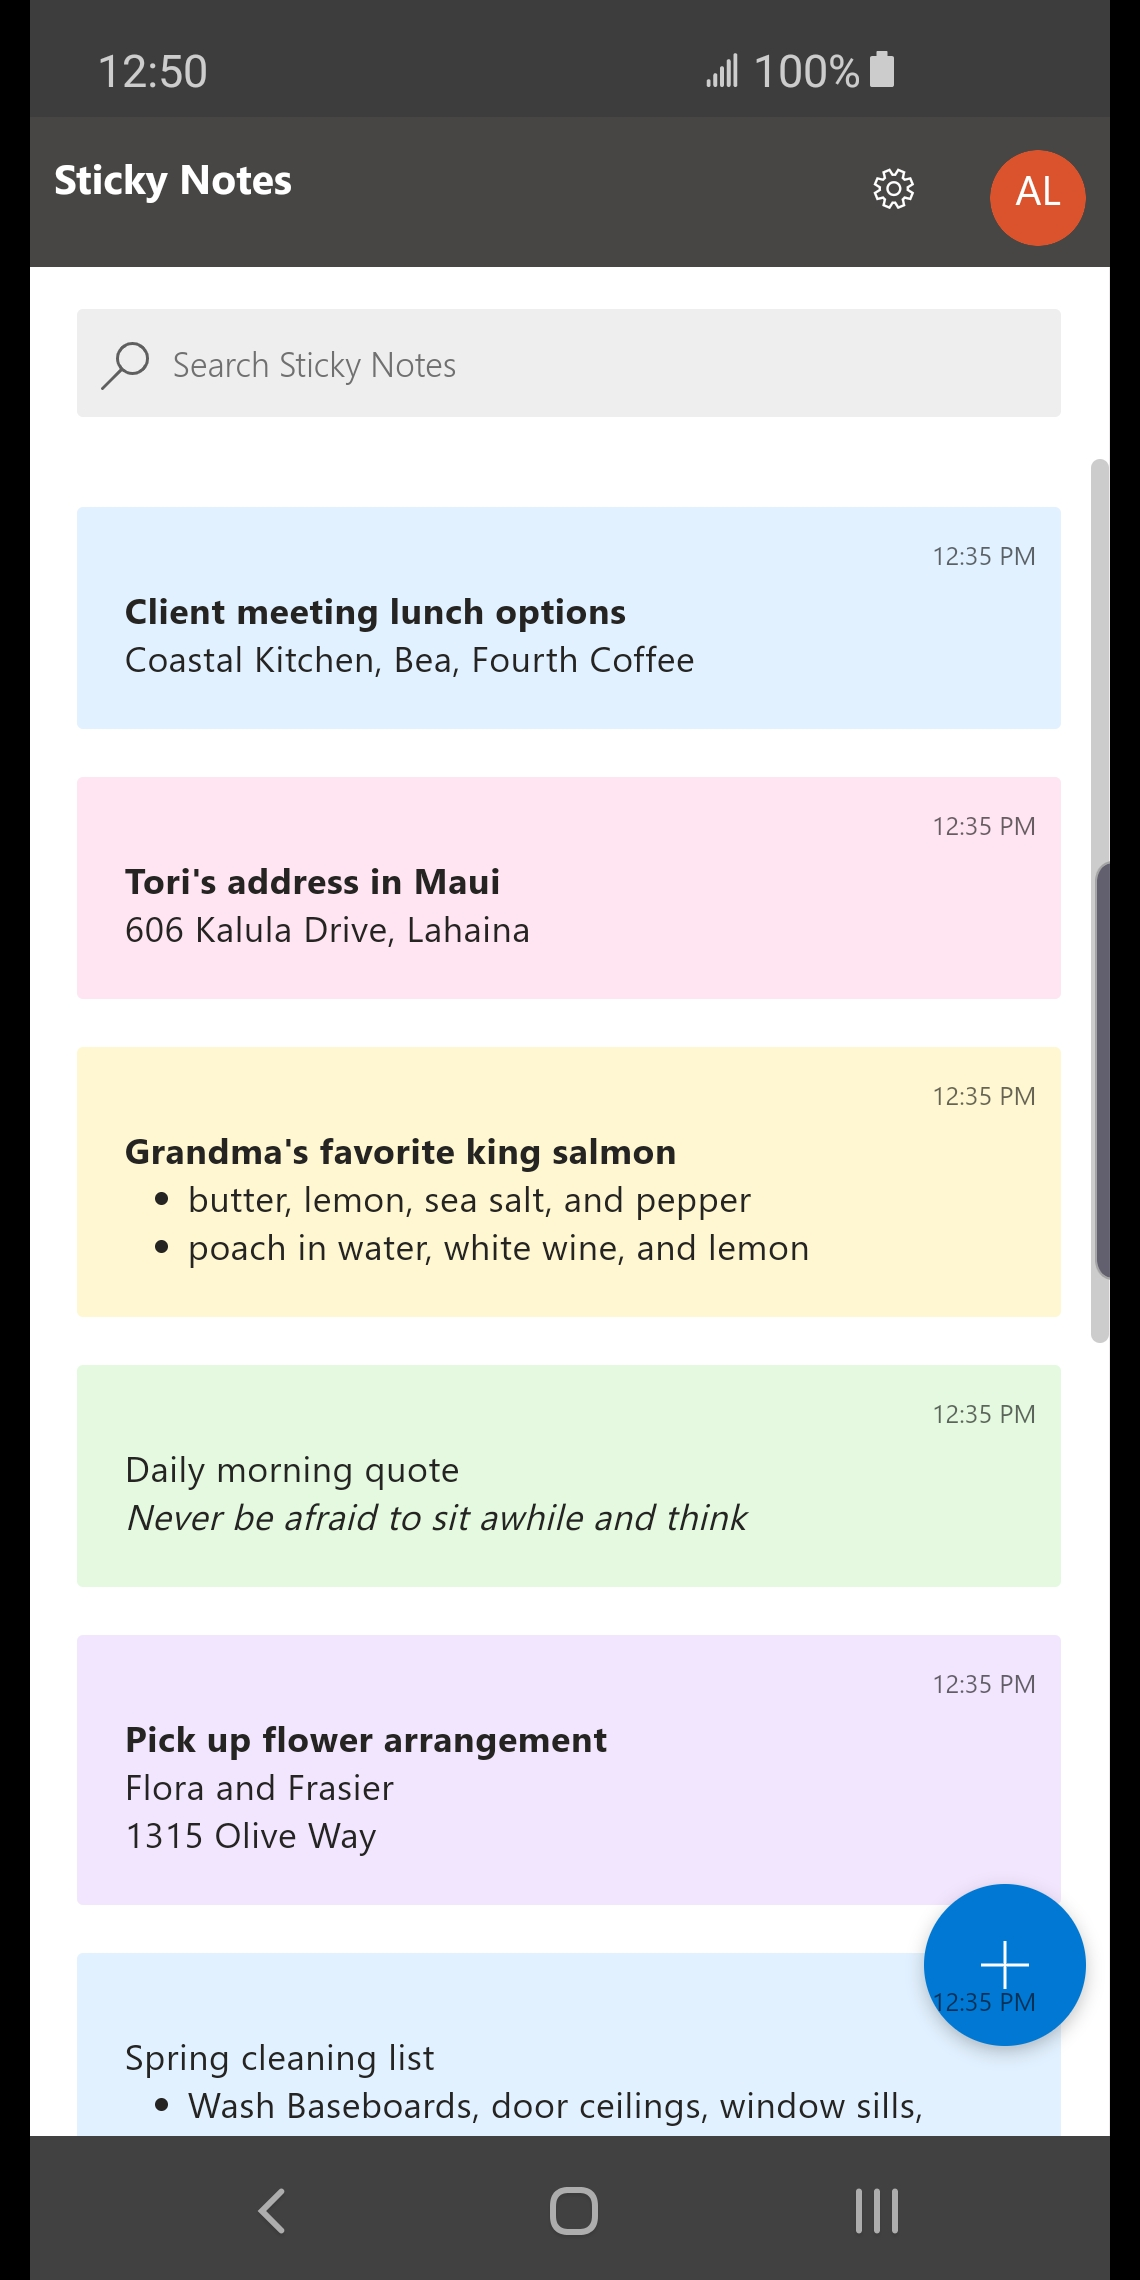 12:50 100%
Sticky Notes AL
Search Sticky Notes
12:35 PM
Client meeting lunch options
Coastal Kitchen, Bea, Fourth Coffee
12:35 PM
Tori's address in Maui
606 Kalula Drive, Lahaina
12:35 PM
Grandma's favorite king salmon
• butter, lemon, sea salt, and pepper
• poach in water, white wine, and lemon
12:35 PM
Daily morning quote
Never be afraid to sit awhile and think
12:35 PM
Pick up flower arrangement
Flora and Frasier
1315 Olive Way
12:35 PM
Spring cleaning list
• Wash Baseboards, door ceilings, window sills,